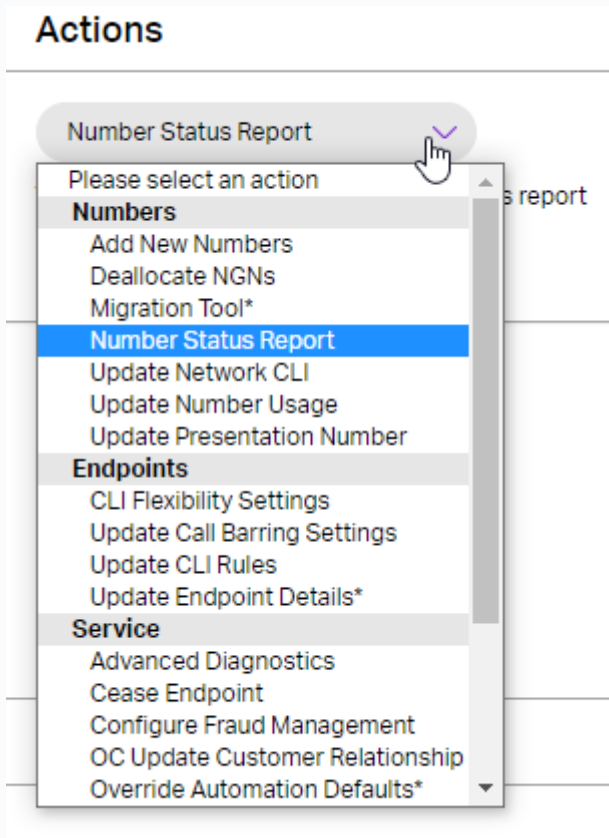 Actions
Number Status Report
Please select an action
s report
Numbers
Add New Numbers
Deallocate NGNs
Migration Tool*
Number Status Report
Update Network CLI
Update Number Usage
Update Presentation Number
Endpoints
CLI Flexibility Settings
Update Call Barring Settings
Update CLI Rules
Update Endpoint Details*
Service
Advanced Diagnostics
Cease Endpoint
Configure Fraud Management
OC Update Customer Relationship
Override Automation Defaults*